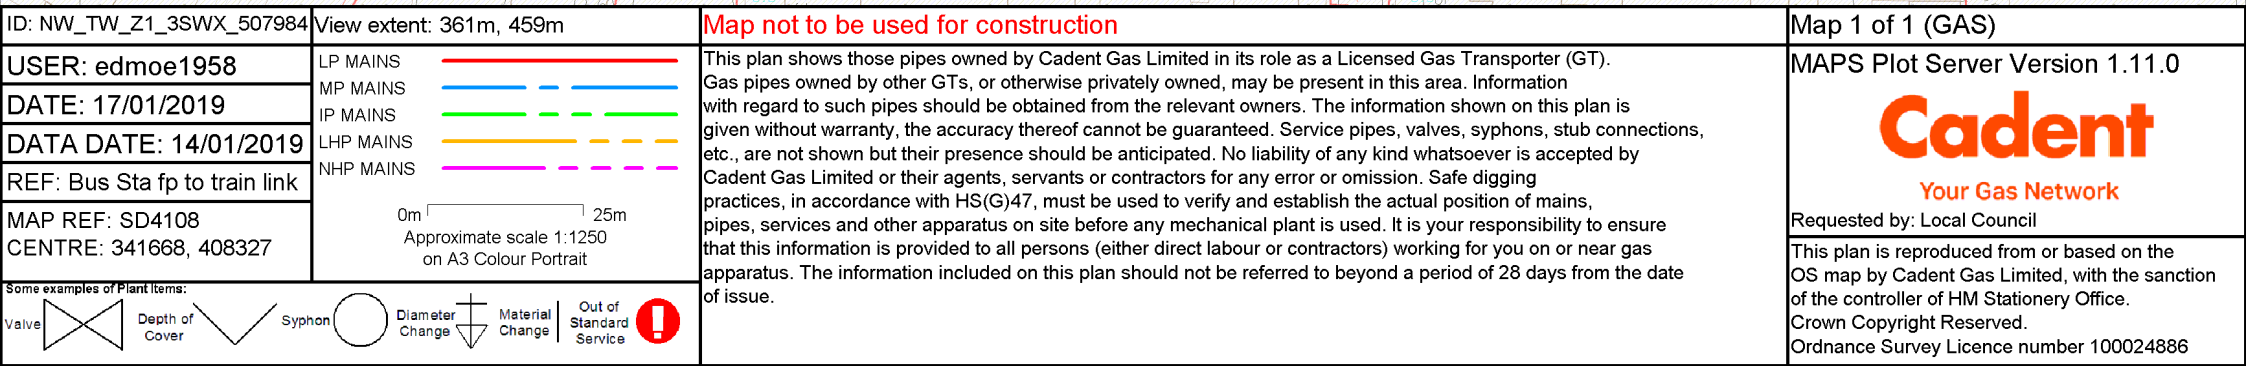 ID: NW_TW_Z1_3SWX_507984
USER: edmoe1958
DATE: 17/01/2019
DATA DATE: 14/01/2019
REF: Bus Sta fp to train link
MAP REF: SD4108
CENTRE: 341668, 408327
View extent: 361m, 459m
LP MAINS
MP MAINS
IP MAINS
LHP MAINS
NHP MAINS
0m 25m
Approximate scale 1:1250
on A3 Colour Portrait
Some examples of Plant Items:
Valve
Depth of
Cover
Syphon
Diameter
Change
Material
Change
Out of
Standard
Service
Map not to be used for construction
This plan shows those pipes owned by Cadent Gas Limited in its role as a Licensed Gas Transporter (GT).
Gas pipes owned by other GTs, or otherwise privately owned, may be present in this area. Information
with regard to such pipes should be obtained from the relevant owners. The information shown on this plan is
given without warranty, the accuracy thereof cannot be guaranteed. Service pipes, valves, syphons, stub connections,
etc., are not shown but their presence should be anticipated. No liability of any kind whatsoever is accepted by
Cadent Gas Limited or their agents, servants or contractors for any error or omission. Safe digging
practices, in accordance with HS(G)47, must be used to verify and establish the actual position of mains,
pipes, services and other apparatus on site before any mechanical plant is used. It is your responsibility to ensure
that this information is provided to all persons (either direct labour or contractors) working for you on or near gas
apparatus. The information included on this plan should not be referred to beyond a period of 28 days from the date
of issue.
Map 1 of 1 (GAS)
MAPS Plot Server Version 1.11.0
Cadent
Your Gas Network
Requested by: Local Council
This plan is reproduced from or based on the
OS map by Cadent Gas Limited, with the sanction
of the controller of HM Stationery Office.
Crown Copyright Reserved.
Ordnance Survey Licence number 100024886